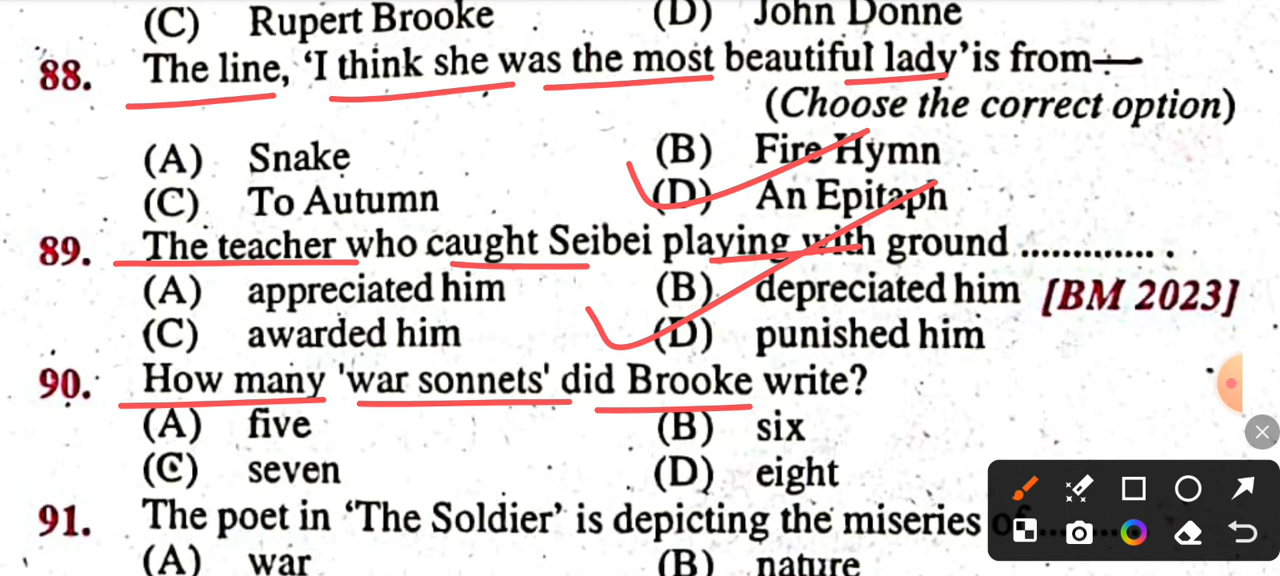 (C) Rupert Brooke (D) John Donne
88. The line, ‘I think she was the most beautiful lady’ is from—
(Choose the correct option)
(A) Snake (B) Fire Hymn
(C) To Autumn (D) An Epitaph
89. The teacher who caught Seibei playing with ground .............. .
(A) appreciated him (B) depreciated him [BM 2023]
(C) awarded him (D) punished him
90. How many 'war sonnets' did Brooke write?
(A) five (B) six
(C) seven (D) eight
91. The poet in ‘The Soldier’ is depicting the miseries of
(A) war (B) nature